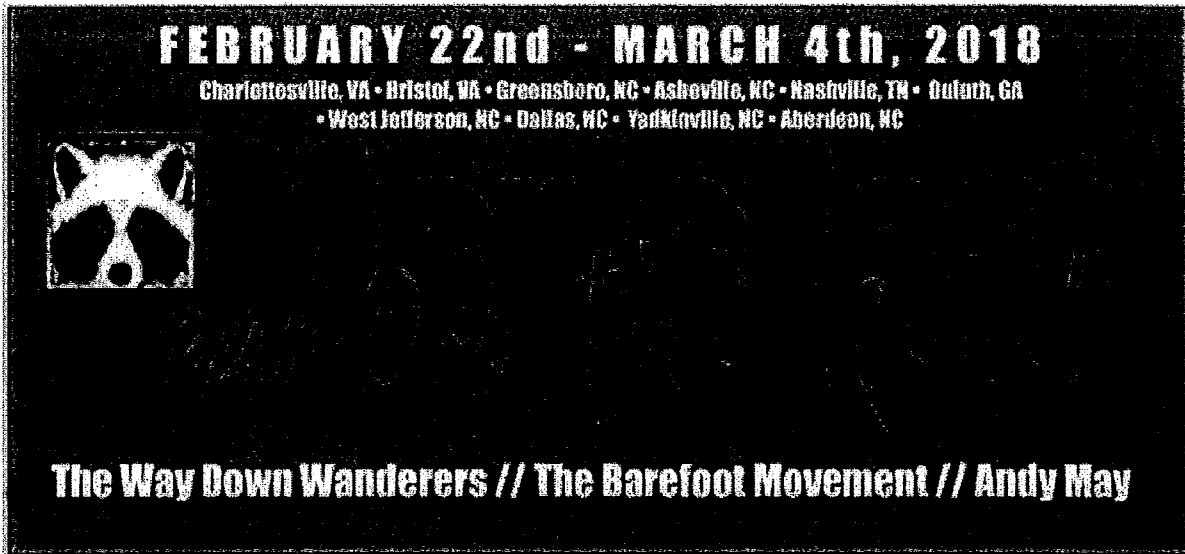 FEBRUARY 22nd - MARCH 4th, 2018
Charlottesville, VA • Bristol, VA • Greensboro, NC • Asheville, NC • Nashville, TN • Duluth, GA
• West Jefferson, NC • Dallas, NC • Yadkinville, NC • Aberdeen, NC
The Way Down Wanderers // The Barefoot Movement // Andy May